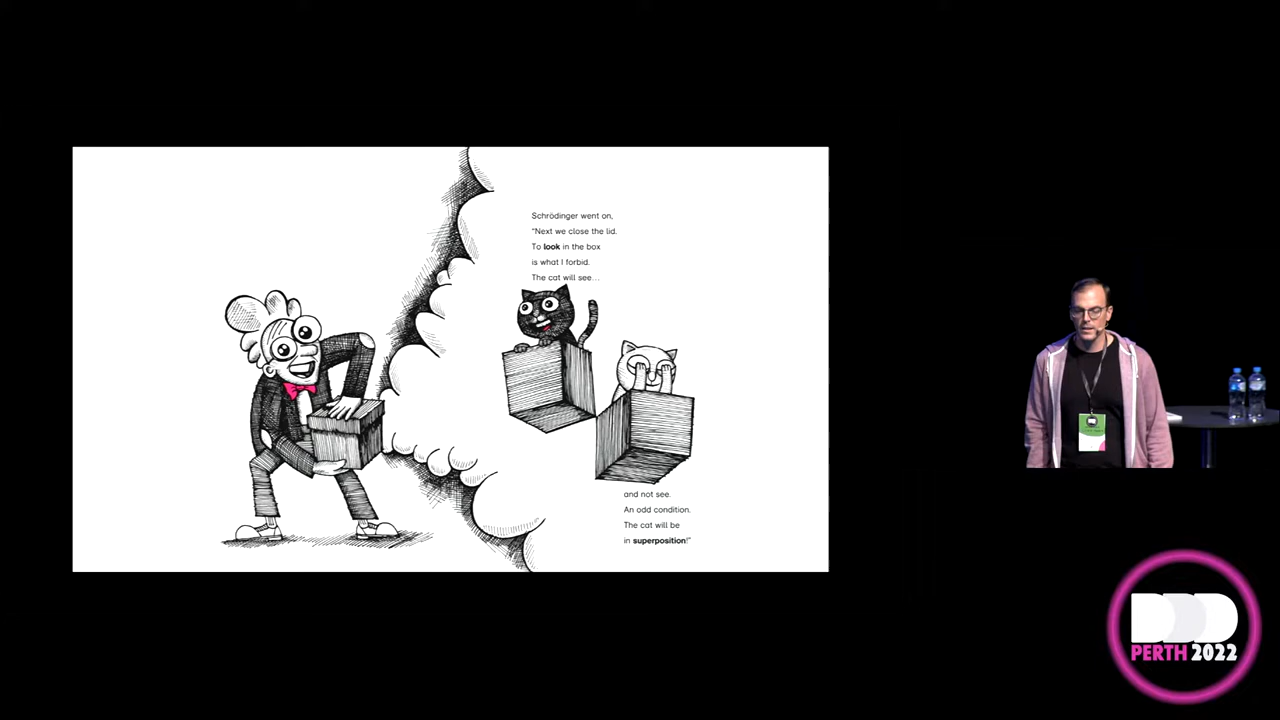 Schrödinger went on,
“Next we close the lid.
To look in the box
is what I forbid.
The cat will see...
and not see.
An odd condition.
The cat will be
in superposition!”
DDD
PERTH 2022